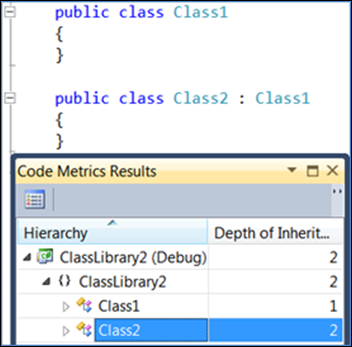 public class Class1
{
}
public class Class2 : Class1
{
}
Code Metrics Results
Hierarchy Depth of Inherit...
ClassLibrary2 (Debug) 2
{} ClassLibrary2 2
Class1 1
Class2 2